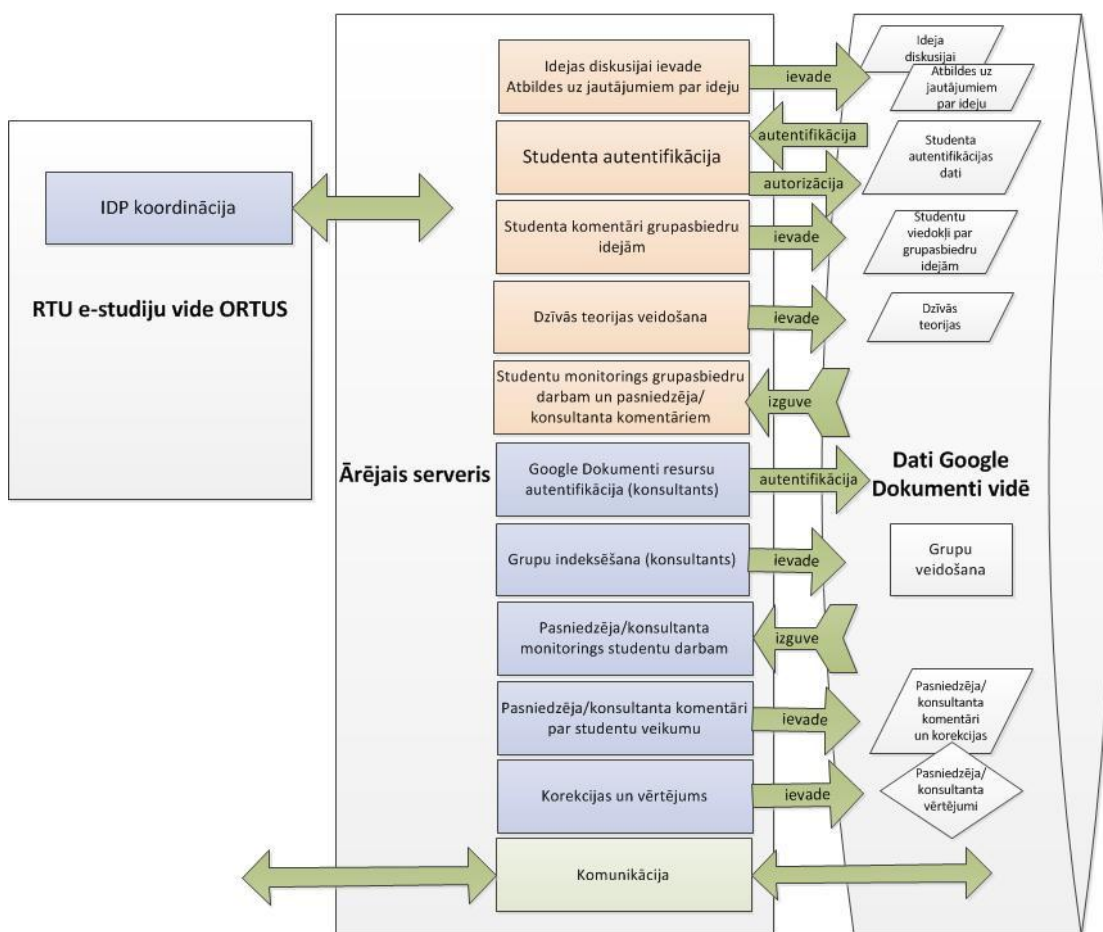 Idejas diskusijai ievade
Atbildes uz jautājumiem par ideju
ievade
Ideja
diskusijai
Atbildes uz
jautājumiem
par ideju
Studenta autentifikācija
autentifikācija
autorizācija
Studenta
autentifikācijas
dati
IDP koordinācija
RTU e-studiju vide ORTUS
Studenta komentāri grupasbiedru
idejām
ievade
Studentu
viedokļi par
grupasbiedru
idejām
Dzīvās teorijas veidošana
ievade
Dzīvās
teorijas
Studentu monitorings grupasbiedru
darbam un pasniedzēja/
konsultanta komentāriem
izguve
Ārējais serveris
Google Dokumenti resursu
autentifikācija (konsultants)
autentifikācija
Dati Google
Dokumenti vidē
Grupu indeksēšana (konsultants)
ievade
Grupu
veidošana
Pasniedzēja/konsultanta
monitorings studentu darbam
izguve
Pasniedzēja/konsultanta komentāri
par studentu veikumu
ievade
Pasniedzēja/
konsultanta
komentāri
un korekcijas
Korekcijas un vērtējums
ievade
Pasniedzēja/
konsultanta
vērtējumi
Komunikācija